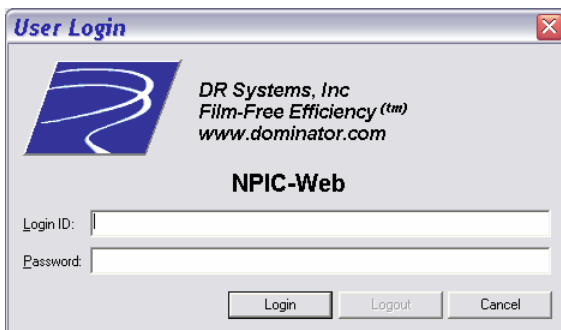 User Login
DR Systems, Inc
Film-Free Efficiency (tm)
www.dominator.com
NPIC-Web
Login ID:
Password:
Login Logout Cancel